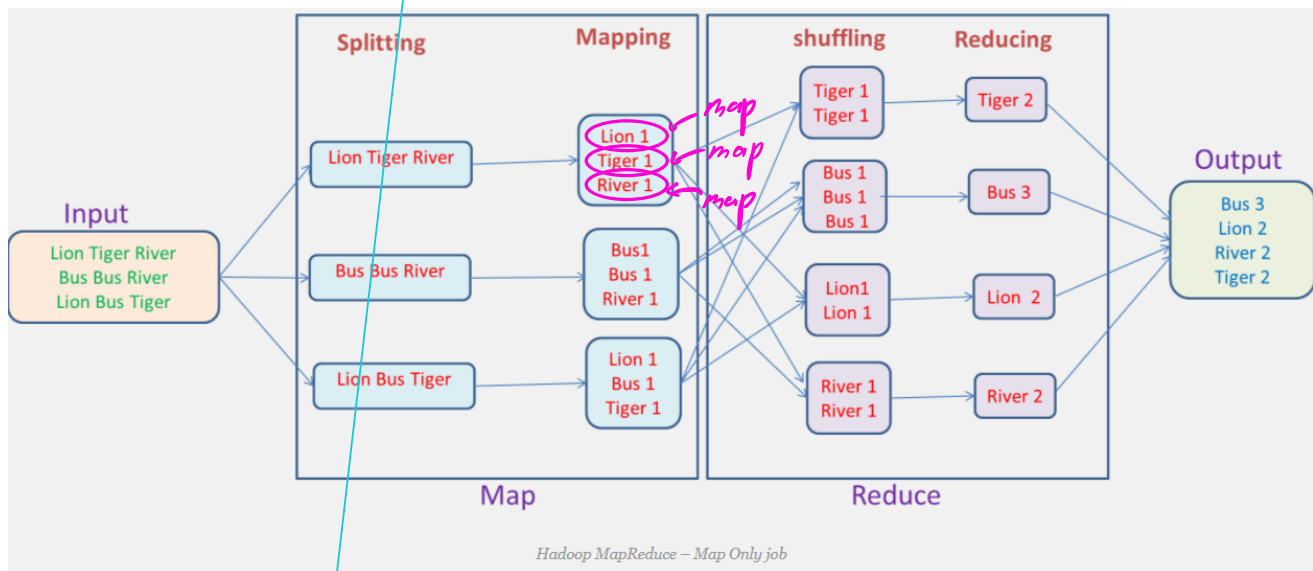 Splitting
Mapping
shuffling
Reducing
Input
Lion Tiger River
Bus Bus River
Lion Bus Tiger
Lion Tiger River
Bus Bus River
Lion Bus Tiger
Lion 1
Tiger 1
River 1
map
map
map
Bus1
Bus 1
River 1
Lion 1
Bus 1
Tiger 1
Map
Tiger 1
Tiger 1
Bus 1
Bus 1
Bus 1
Lion1
Lion 1
River 1
River 1
Tiger 2
Bus 3
Lion 2
River 2
Reduce
Output
Bus 3
Lion 2
River 2
Tiger 2
Hadoop MapReduce – Map Only job